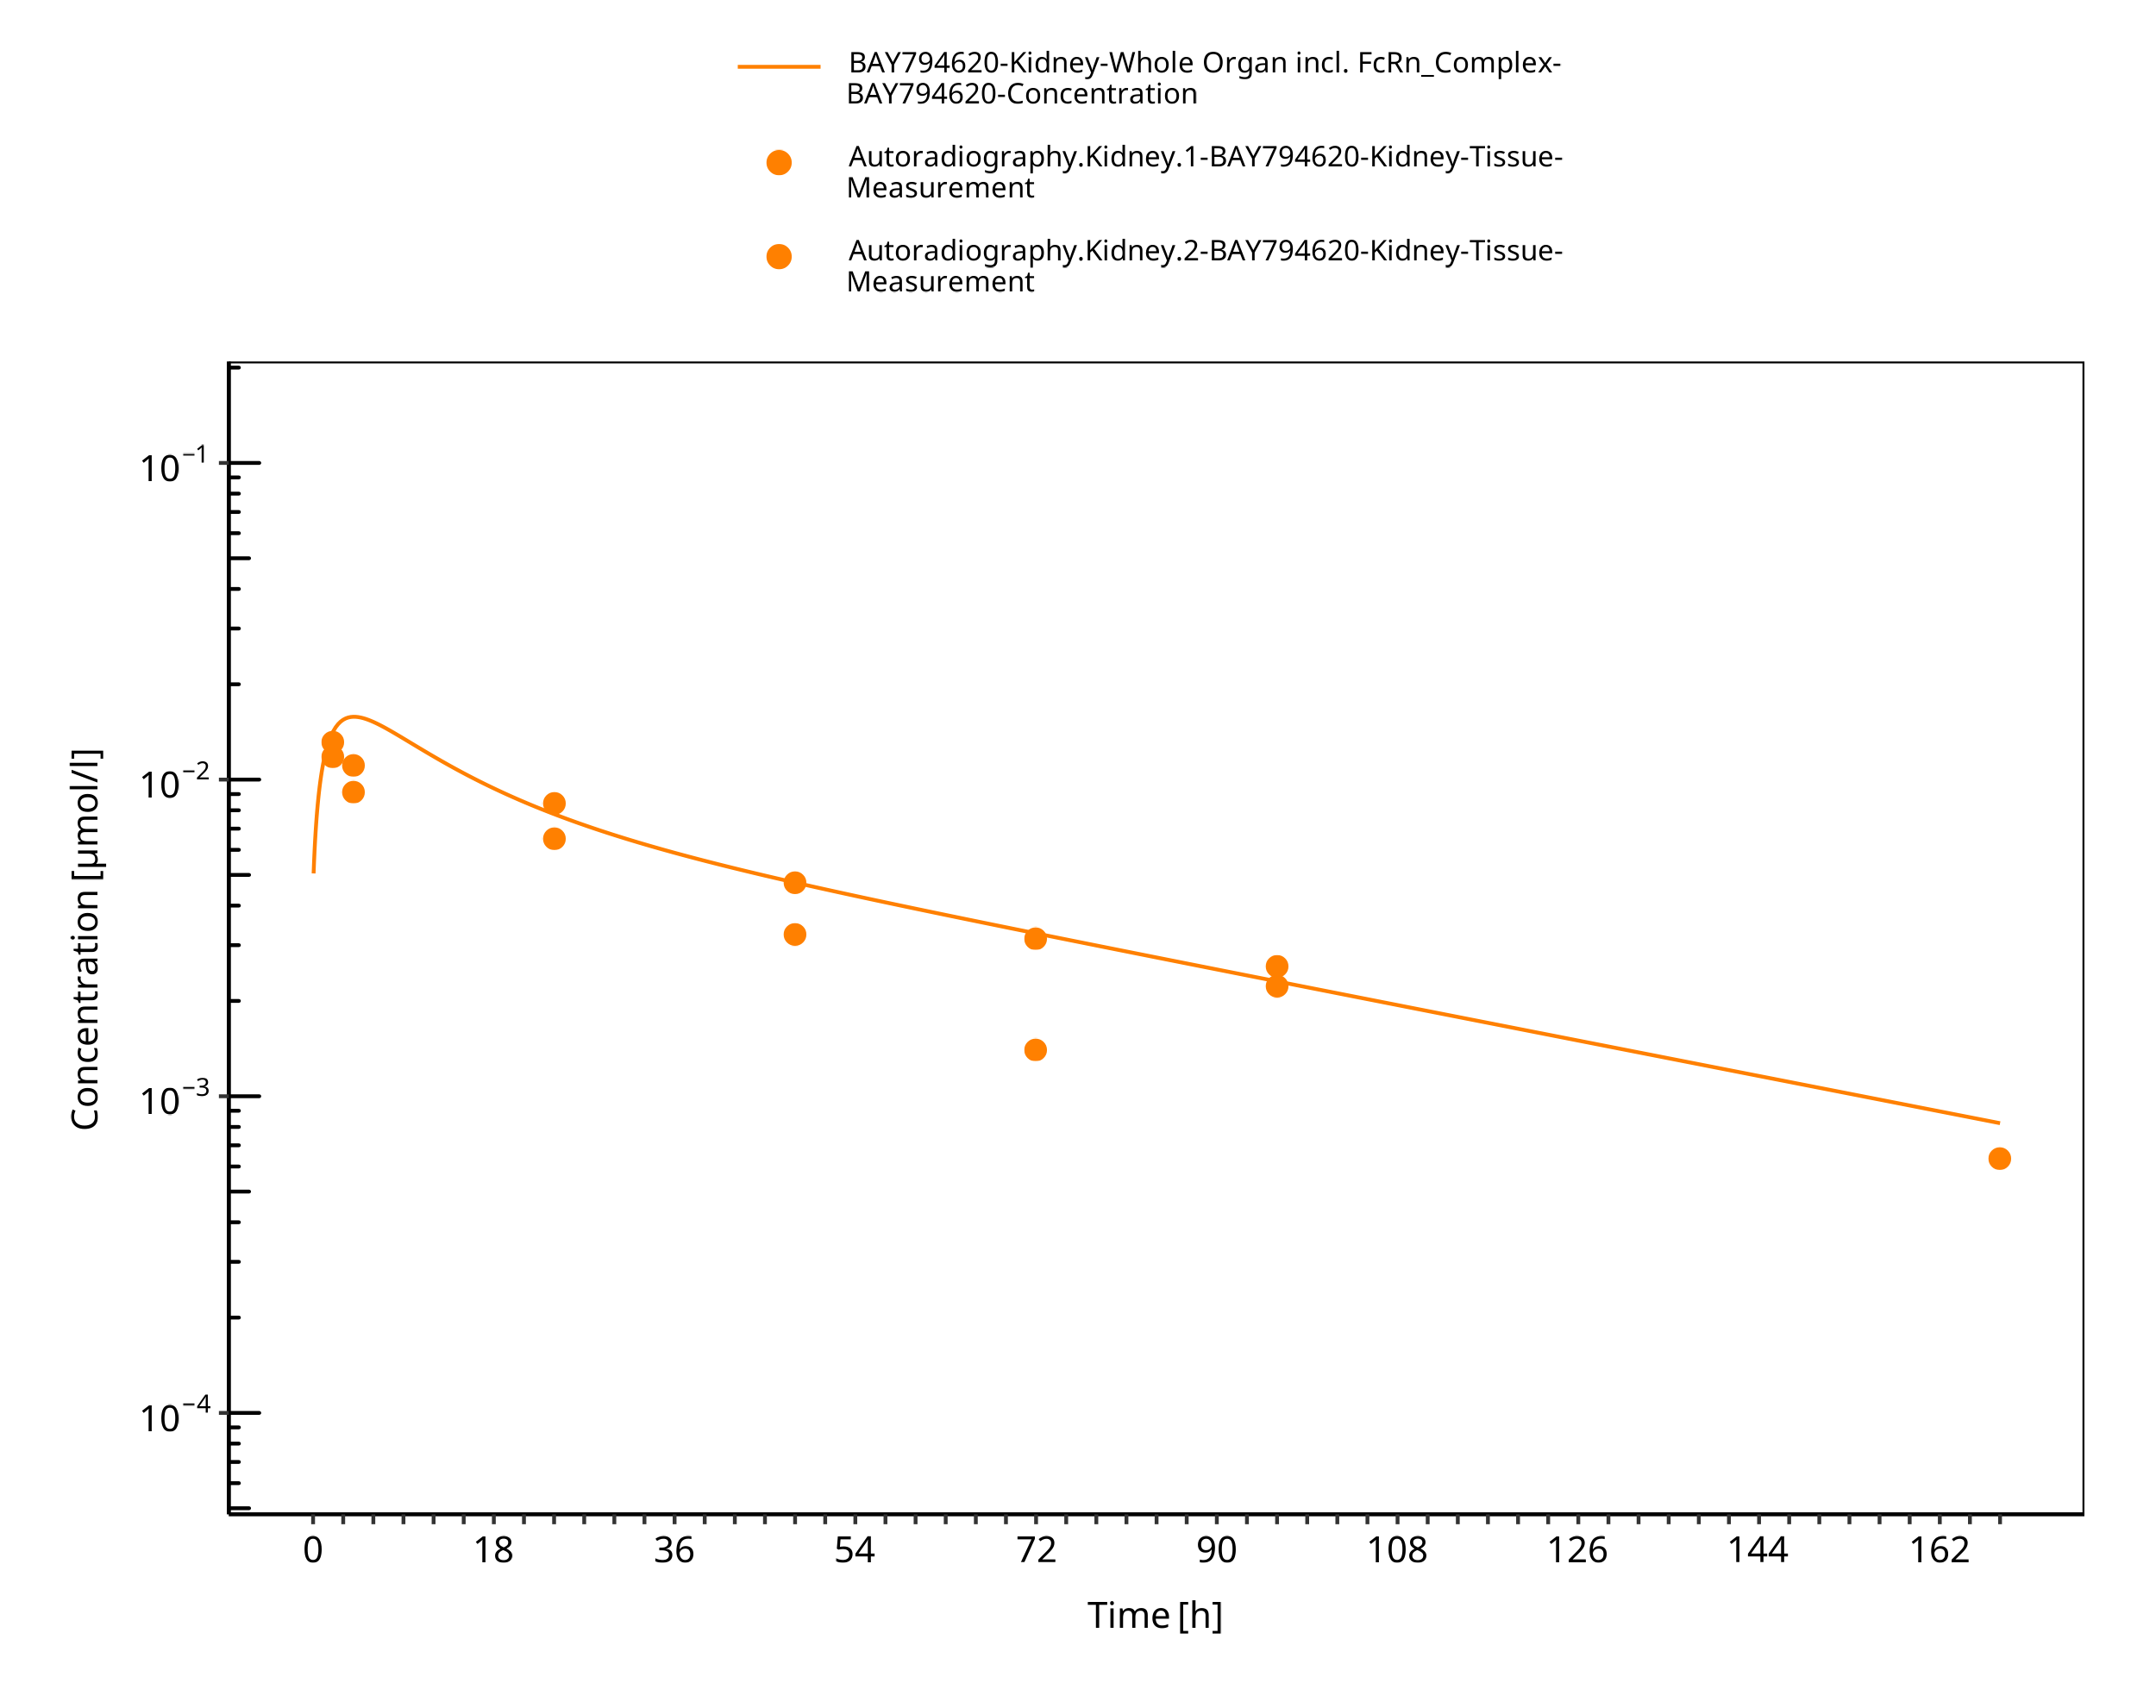 BAY794620-Kidney-Whole Organ incl. FcRn_Complex-
BAY794620-Concentration
Autoradiography.Kidney.1-BAY794620-Kidney-Tissue-
Measurement
Autoradiography.Kidney.2-BAY794620-Kidney-Tissue-
Measurement
Concentration [µmol/l]
10⁻¹
10⁻²
10⁻³
10⁻⁴
0 18 36 54 72 90 108 126 144 162
Time [h]